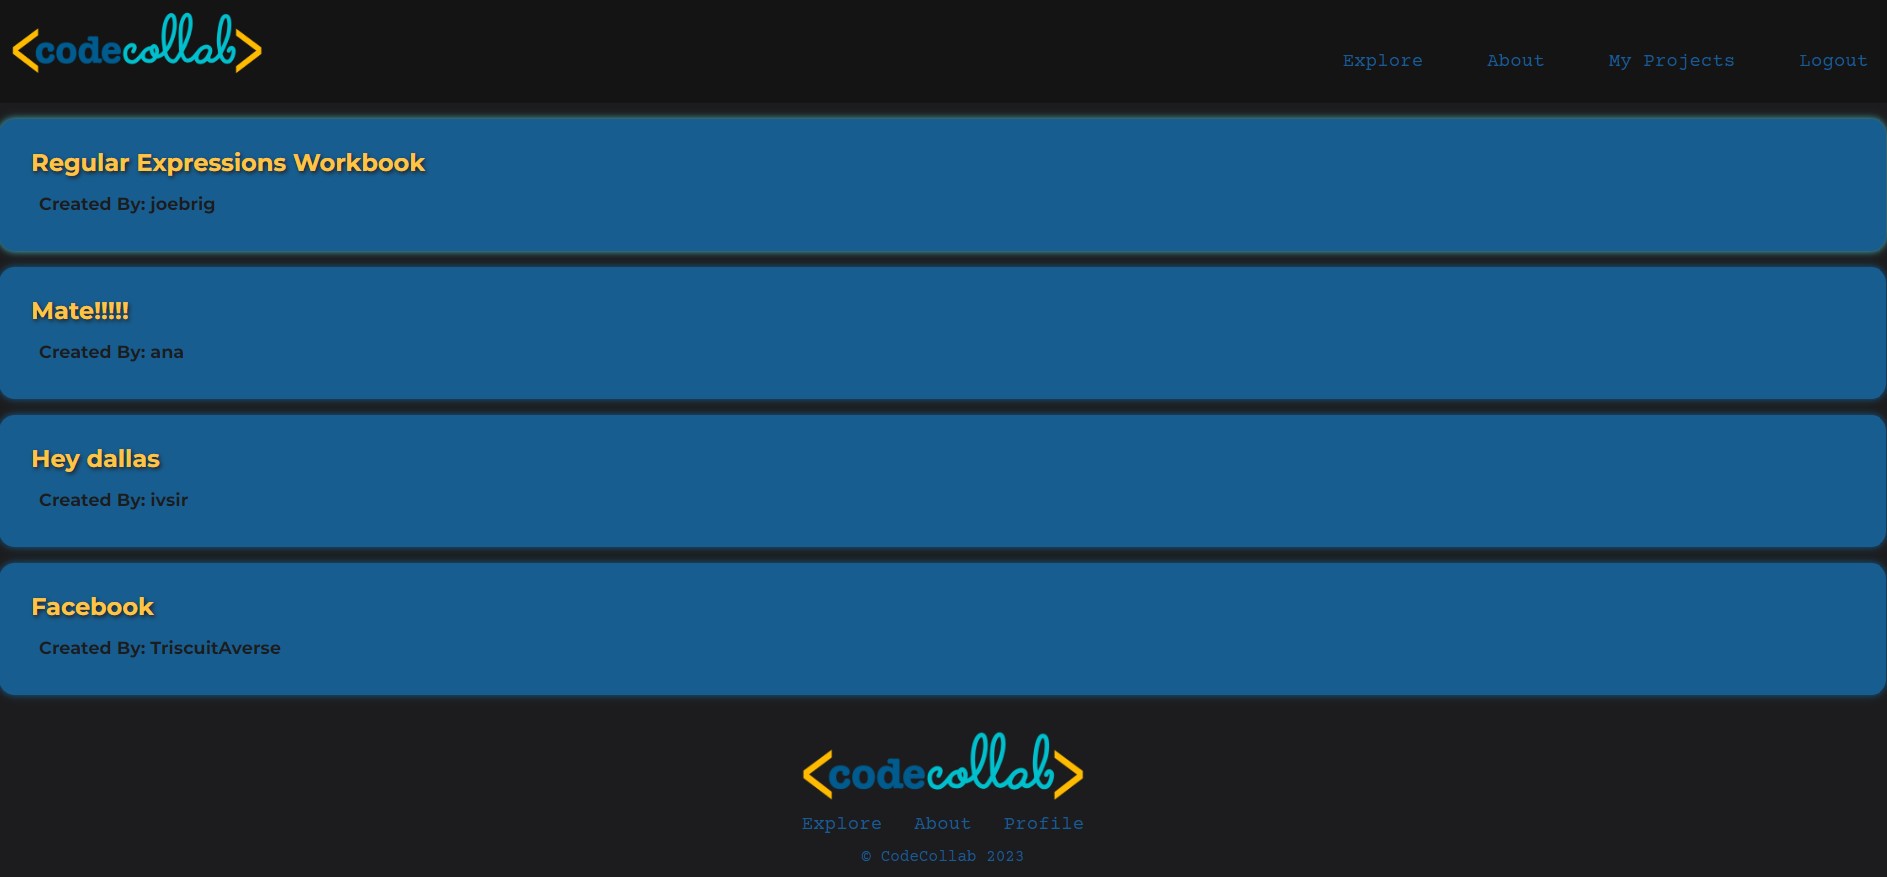 <codecollab>
Explore About My Projects Logout
Regular Expressions Workbook
Created By: joebrig
Mate!!!!!
Created By: ana
Hey dallas
Created By: ivsir
Facebook
Created By: TriscuitAverse
<codecollab>
Explore About Profile
© CodeCollab 2023